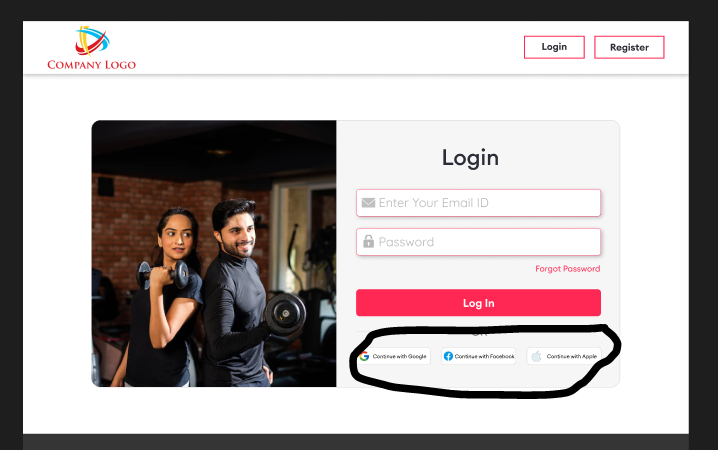 COMPANY LOGO
Login
Register
Login
Enter Your Email ID
Password
Forgot Password
Log In
Continue with Google
Continue with Facebook
Continue with Apple